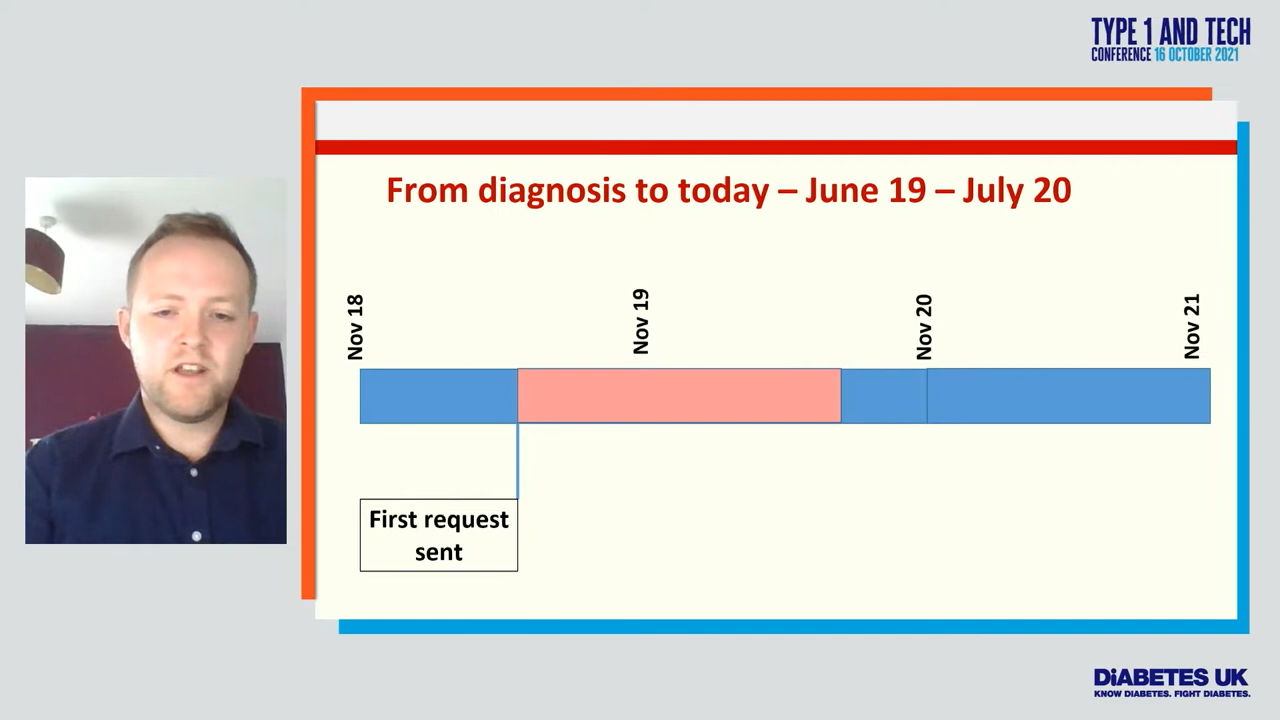 TYPE 1 AND TECH
CONFERENCE 16 OCTOBER 2021
From diagnosis to today – June 19 – July 20
Nov 18
Nov 19
Nov 20
Nov 21
First request
sent
DiABETES UK
KNOW DIABETES. FIGHT DIABETES.